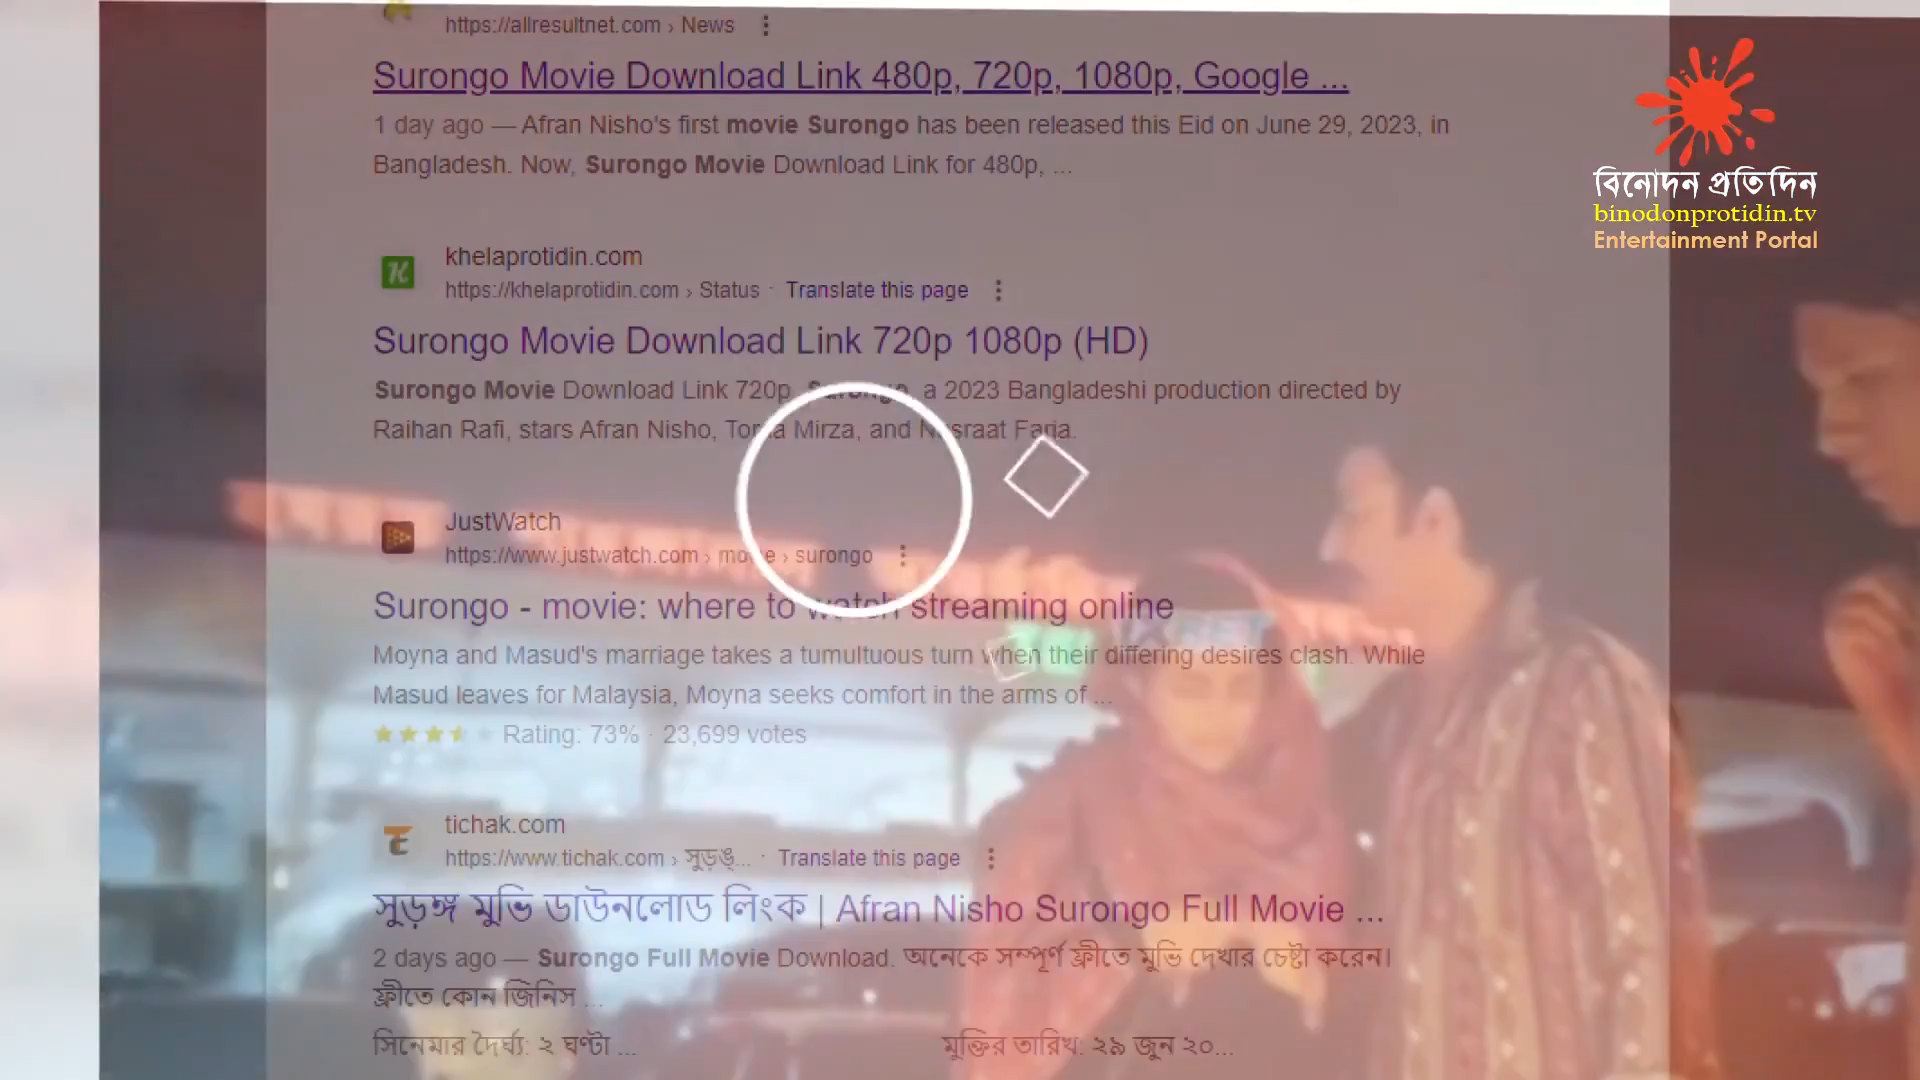 https://allresultnet.com › News
Surongo Movie Download Link 480p, 720p, 1080p, Google ...
1 day ago — Afran Nisho's first movie Surongo has been released this Eid on June 29, 2023, in
Bangladesh. Now, Surongo Movie Download Link for 480p, ...
বিনোদন প্রতিদিন
binodonprotidin.tv
Entertainment Portal
khelaprotidin.com
https://khelaprotidin.com › Status · Translate this page
Surongo Movie Download Link 720p 1080p (HD)
Surongo Movie Download Link 720p. Surongo, a 2023 Bangladeshi production directed by
Raihan Rafi, stars Afran Nisho, Toma Mirza, and Nusraat Faria.
JustWatch
https://www.justwatch.com › movie › surongo
Surongo - movie: where to watch streaming online
Moyna and Masud's marriage takes a tumultuous turn when their differing desires clash. While
Masud leaves for Malaysia, Moyna seeks comfort in the arms of ...
Rating: 73% · 23,699 votes
tichak.com
https://www.tichak.com › সুড়ঙ্... · Translate this page
সুড়ঙ্গ মুভি ডাউনলোড লিংক | Afran Nisho Surongo Full Movie ...
2 days ago — Surongo Full Movie Download. অনেকে সম্পূর্ণ ফ্রীতে মুভি দেখার চেষ্টা করেন।
ফ্রীতে কোন জিনিস ...
সিনেমার দৈর্ঘ্য: ২ ঘণ্টা ...
মুক্তির তারিখ: ২৯ জুন ২০...